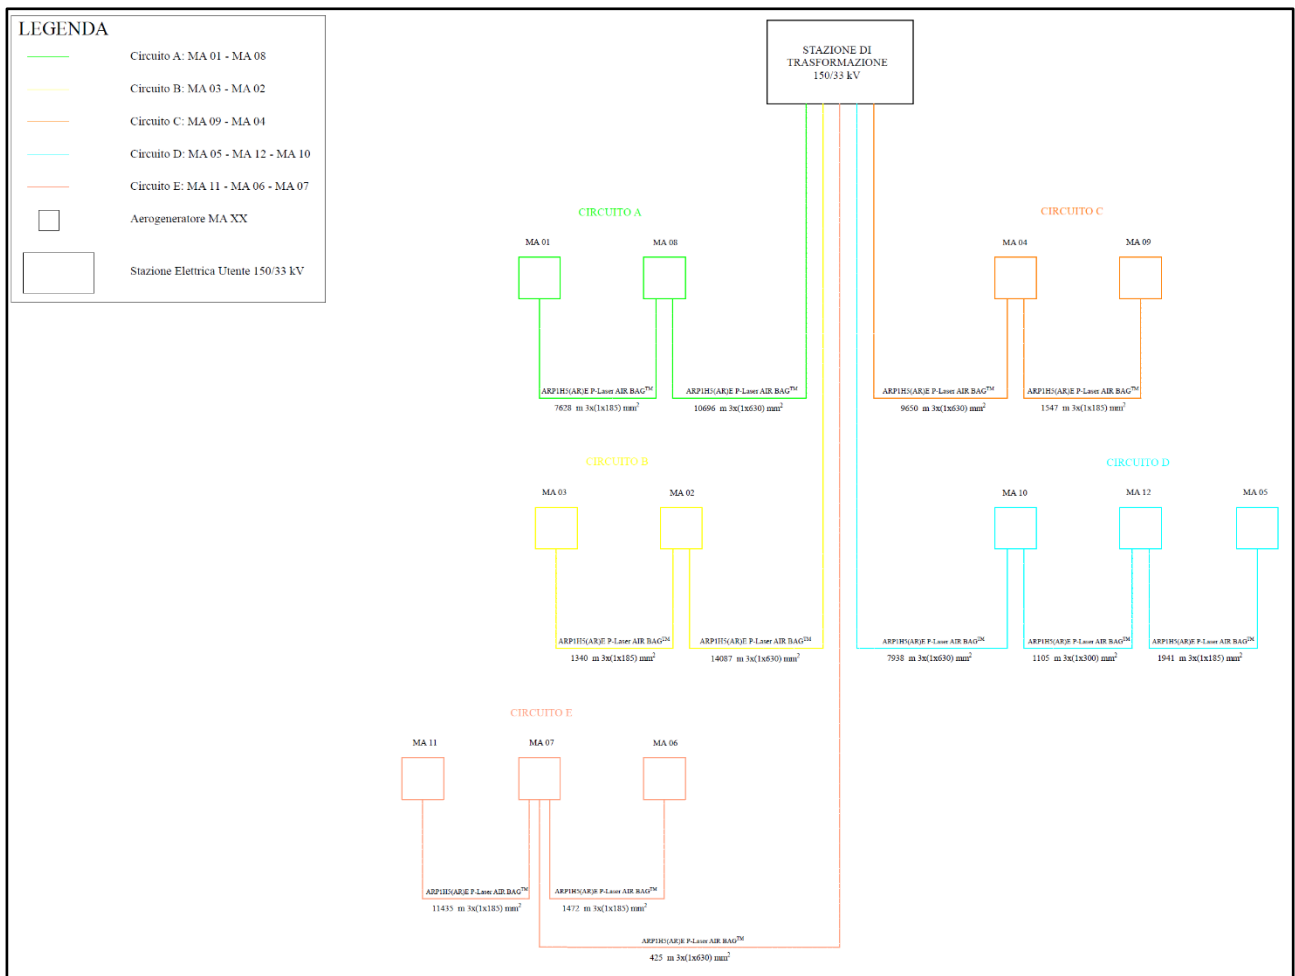 LEGENDA
Circuito A: MA 01 - MA 08
Circuito B: MA 03 - MA 02
Circuito C: MA 09 - MA 04
Circuito D: MA 05 - MA 12 - MA 10
Circuito E: MA 11 - MA 06 - MA 07
Aerogeneratore MA XX
Stazione Elettrica Utente 150/33 kV
STAZIONE DI
TRASFORMAZIONE
150/33 kV
CIRCUITO A
MA 01
MA 08
ARP1H5(AR)E P-Laser AIR BAG™
7628 m 3x(1x185) mm²
ARP1H5(AR)E P-Laser AIR BAG™
10696 m 3x(1x630) mm²
CIRCUITO C
MA 04
MA 09
ARP1H5(AR)E P-Laser AIR BAG™
9650 m 3x(1x630) mm²
ARP1H5(AR)E P-Laser AIR BAG™
1547 m 3x(1x185) mm²
CIRCUITO B
MA 03
MA 02
ARP1H5(AR)E P-Laser AIR BAG™
1340 m 3x(1x185) mm²
ARP1H5(AR)E P-Laser AIR BAG™
14087 m 3x(1x630) mm²
CIRCUITO D
MA 10
MA 12
MA 05
ARP1H5(AR)E P-Laser AIR BAG™
7938 m 3x(1x630) mm²
ARP1H5(AR)E P-Laser AIR BAG™
1105 m 3x(1x300) mm²
ARP1H5(AR)E P-Laser AIR BAG™
1941 m 3x(1x185) mm²
CIRCUITO E
MA 11
MA 07
MA 06
ARP1H5(AR)E P-Laser AIR BAG™
11435 m 3x(1x185) mm²
ARP1H5(AR)E P-Laser AIR BAG™
1472 m 3x(1x185) mm²
ARP1H5(AR)E P-Laser AIR BAG™
425 m 3x(1x630) mm²